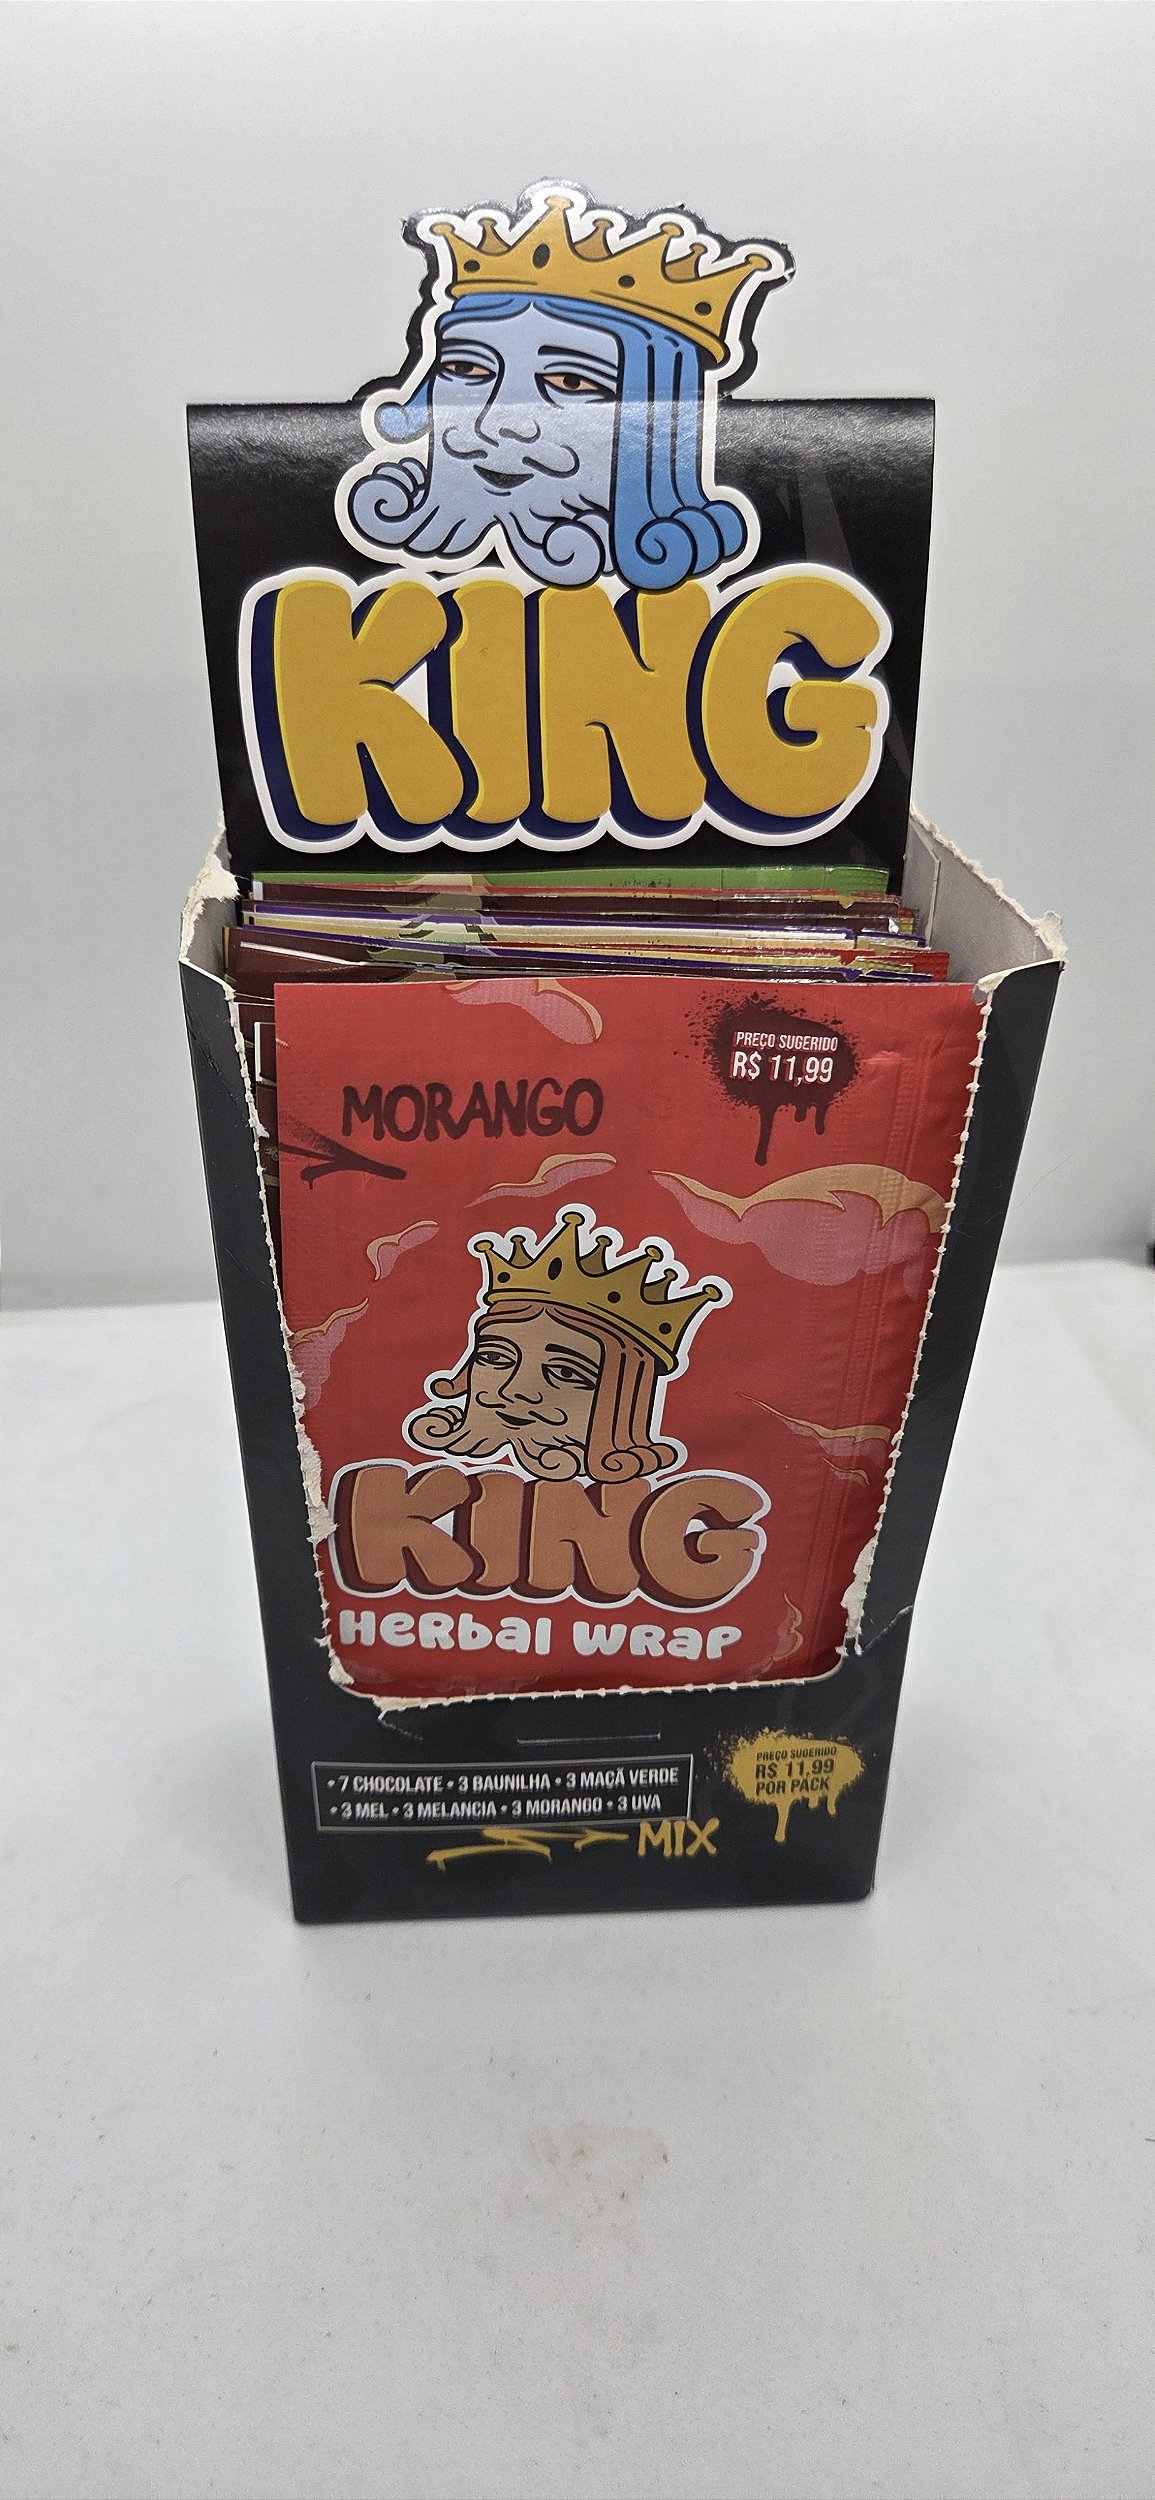 KING
MORANGO
PREÇO SUGERIDO
R$ 11,99
KING
HERBAL WRAP
• 7 CHOCOLATE • 3 BAUNILHA • 3 MAÇÃ VERDE
• 3 MEL • 3 MELANCIA • 3 MORANGO • 3 UVA
MIX
PREÇO SUGERIDO
R$ 11,99
POR PACK